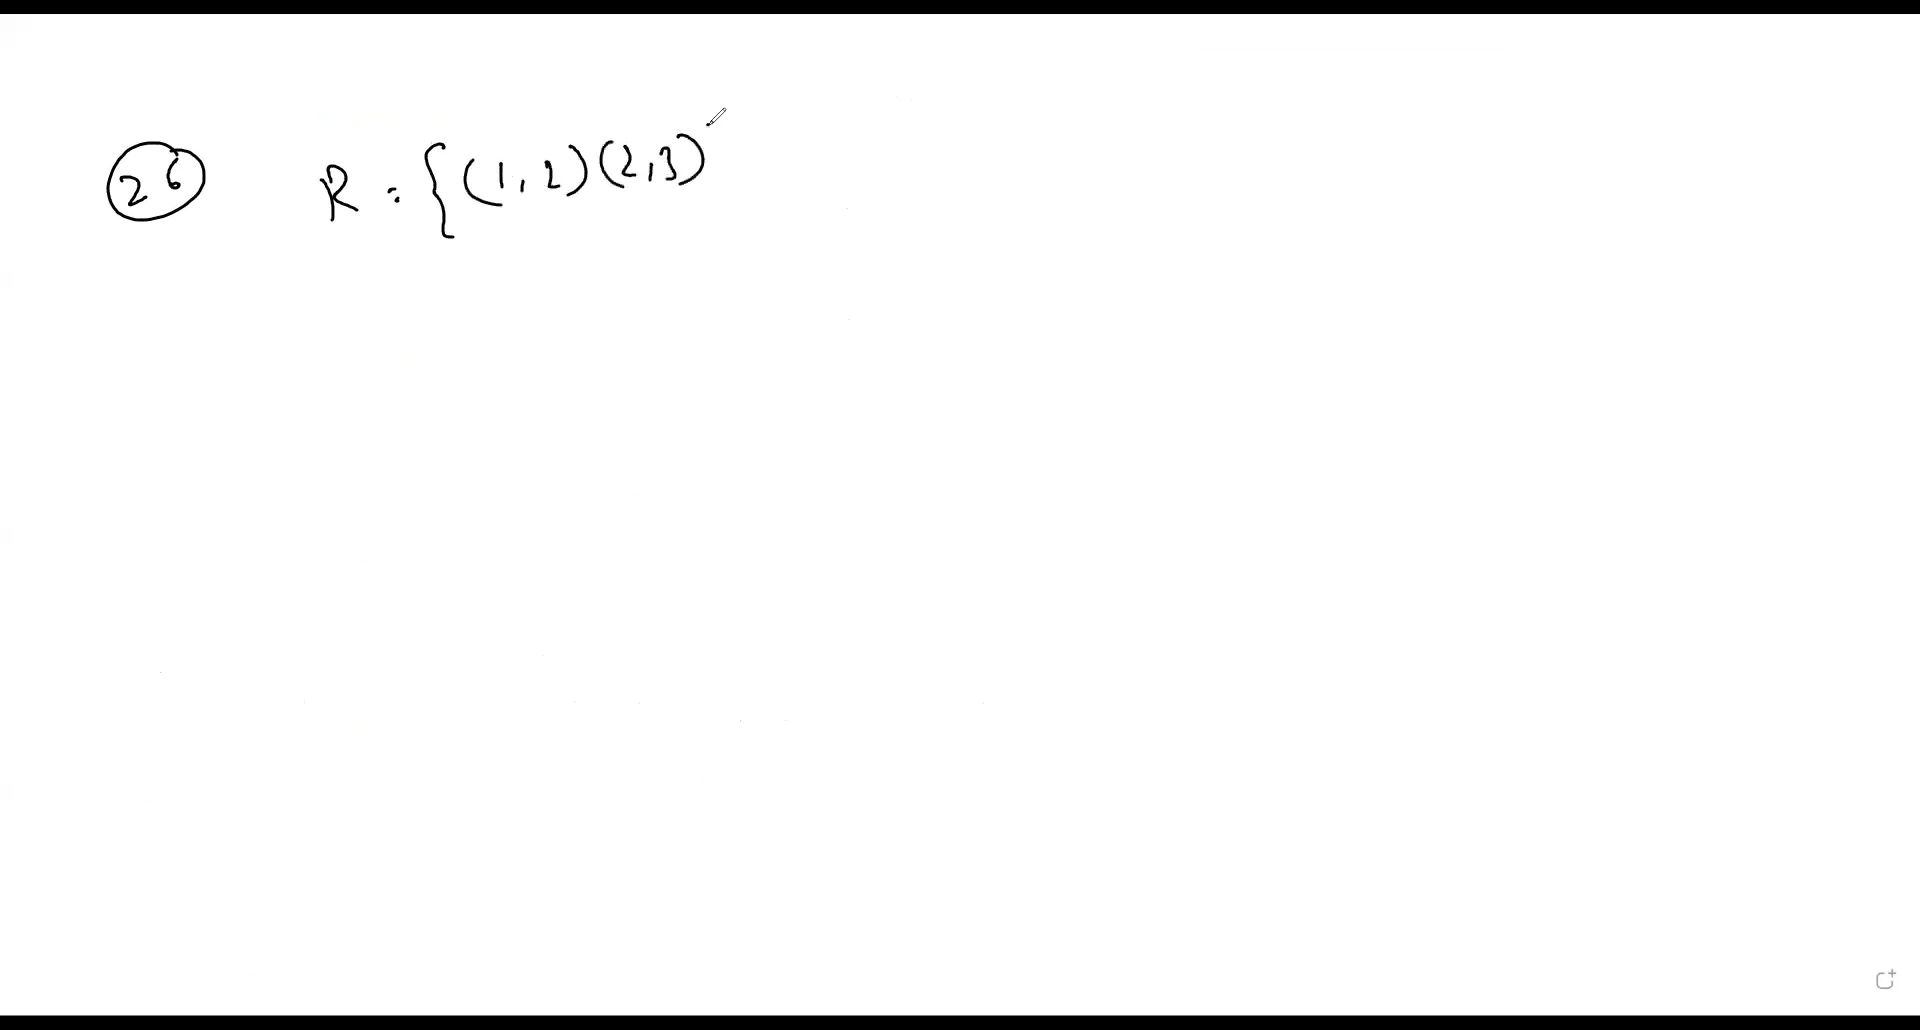 26 R = {(1,2)(2,3)